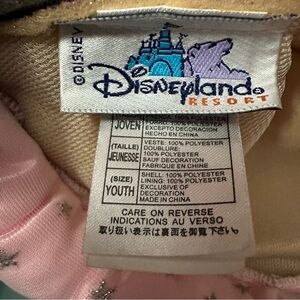 ©DISNEY
Disneyland®
RESORT
JOVEN
100% POLYESTER
EXCEPTO DECORACION
HECHO EN CHINA
(TAILLE)
JEUNESSE
VESTE: 100% POLYESTER
DOUBLURE:
100% POLYESTER
SAUF DECORATION
FABRIQUE EN CHINE
(SIZE)
YOUTH
SHELL: 100% POLYESTER
LINING: 100% POLYESTER
EXCLUSIVE OF
DECORATION
MADE IN CHINA
CARE ON REVERSE
INDICATIONS AU VERSO
取り扱い表示は裏面を御覧下さい。